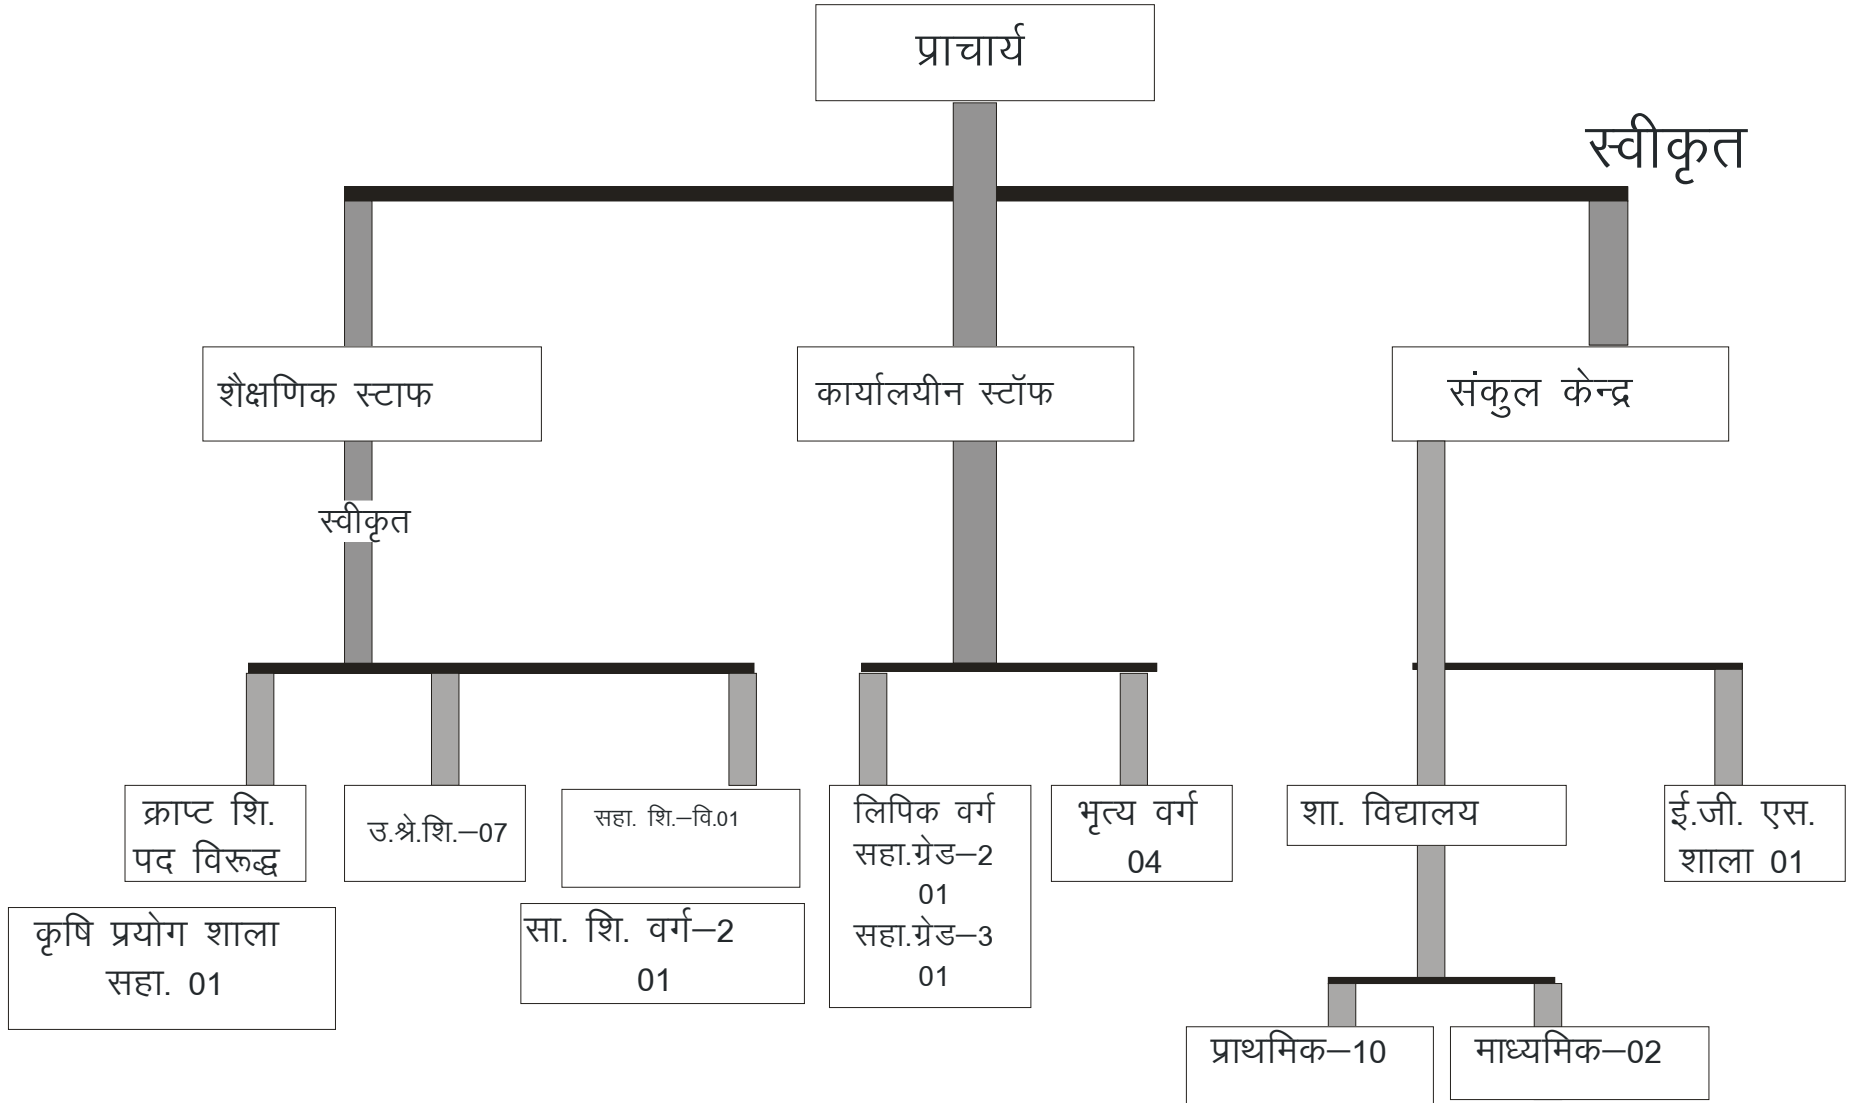 प्राचार्य
स्वीकृत
शैक्षणिक स्टाफ
कार्यालयीन स्टॉफ
संकुल केन्द्र
स्वीकृत
क्राप्ट शि.
पद विरूद्ध
उ.श्रे.शि.–07
सहा. शि.–वि.01
लिपिक वर्ग
सहा.ग्रेड–2
01
सहा.ग्रेड–3
01
भृत्य वर्ग
04
शा. विद्यालय
ई.जी. एस.
शाला 01
कृषि प्रयोग शाला
सहा. 01
सा. शि. वर्ग–2
01
प्राथमिक–10
माध्यमिक–02